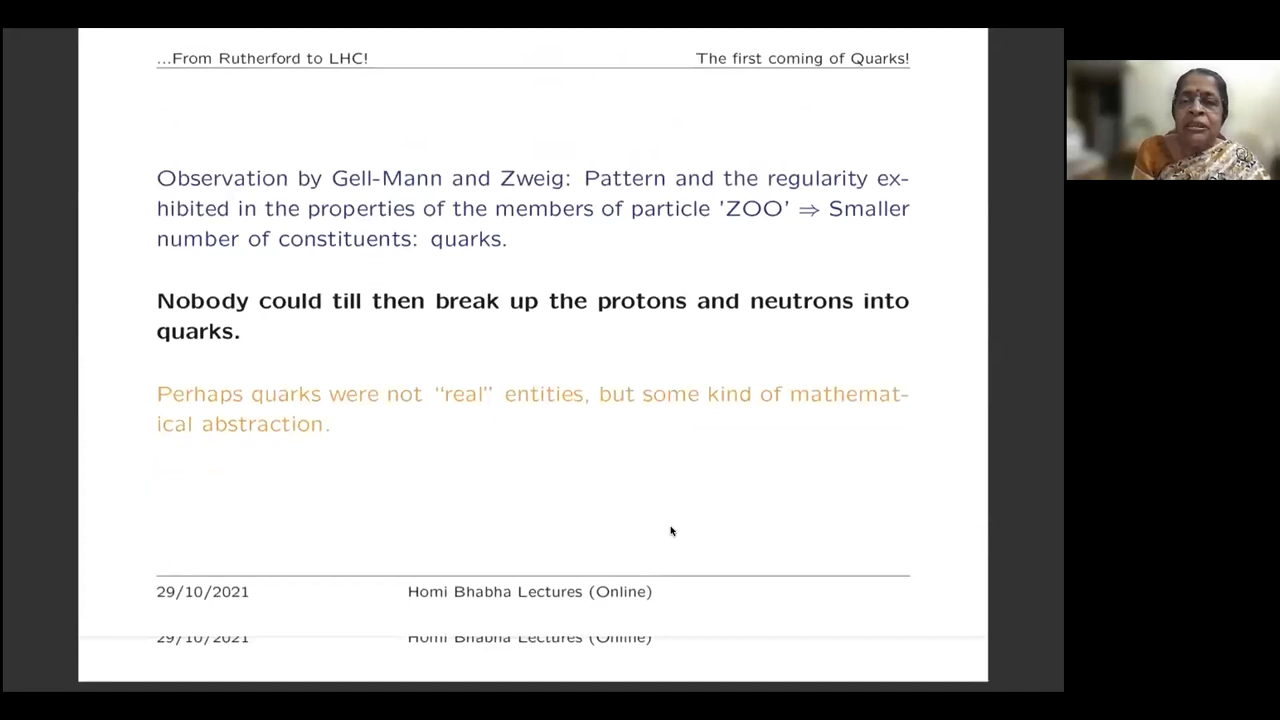 ...From Rutherford to LHC! The first coming of Quarks!
Observation by Gell-Mann and Zweig: Pattern and the regularity ex-
hibited in the properties of the members of particle 'ZOO' ⇒ Smaller
number of constituents: quarks.
Nobody could till then break up the protons and neutrons into
quarks.
Perhaps quarks were not “real” entities, but some kind of mathemat-
ical abstraction.
29/10/2021 Homi Bhabha Lectures (Online)
29/10/2021 Homi Bhabha Lectures (Online)